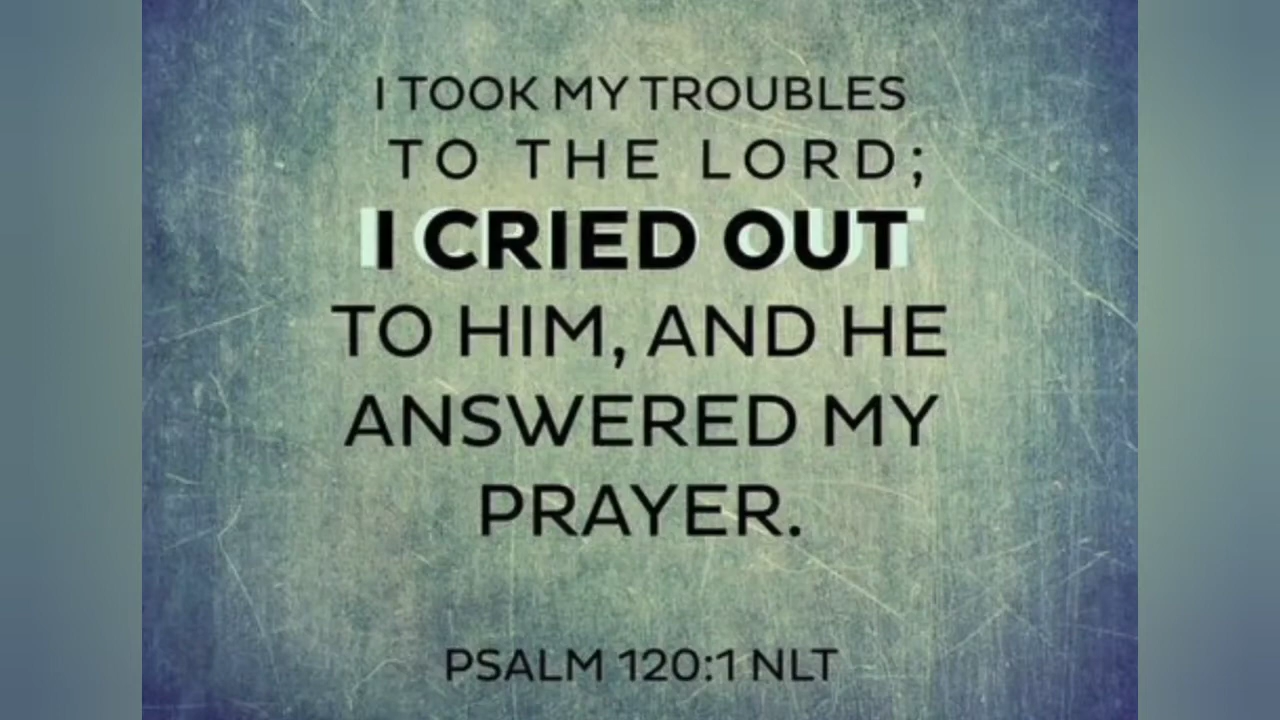 I TOOK MY TROUBLES
TO THE LORD;
I CRIED OUT
TO HIM, AND HE
ANSWERED MY
PRAYER.
PSALM 120:1 NLT